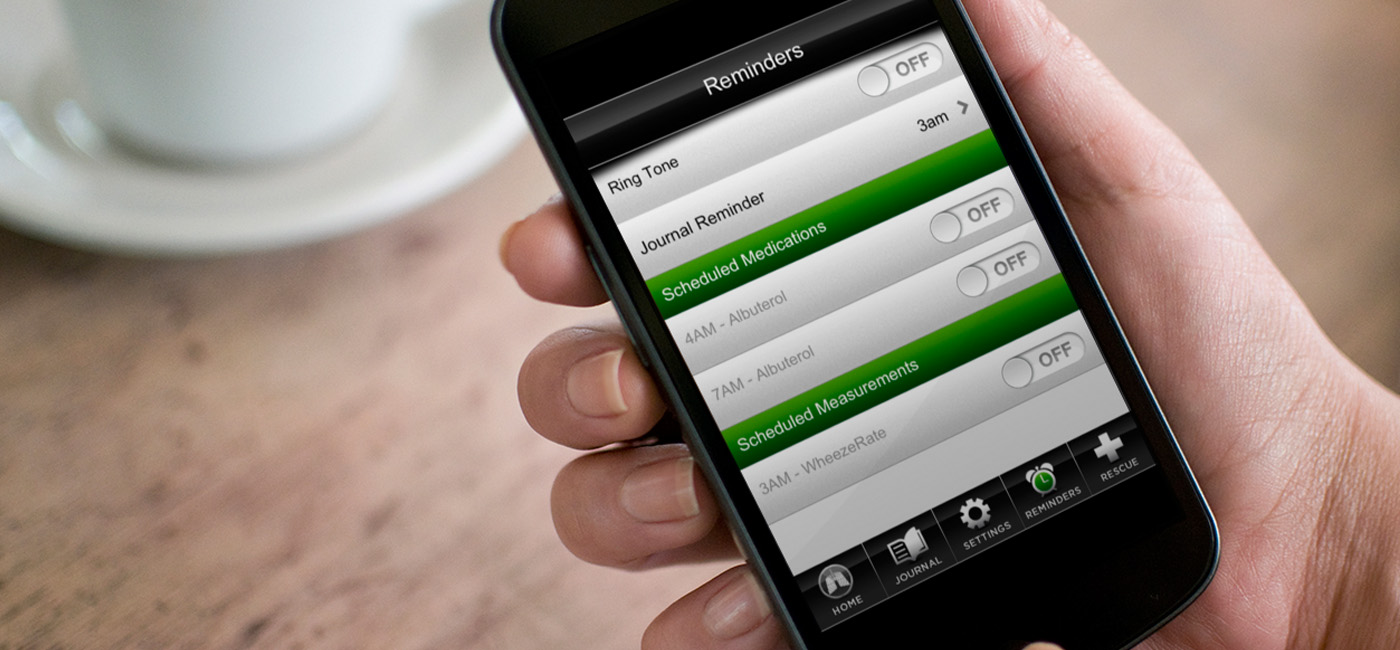 Reminders
Ring Tone OFF
Journal Reminder 3am
Scheduled Medications
4AM - Albuterol OFF
7AM - Albuterol OFF
Scheduled Measurements
3AM - WheezeRate OFF
HOME JOURNAL SETTINGS REMINDERS RESCUE